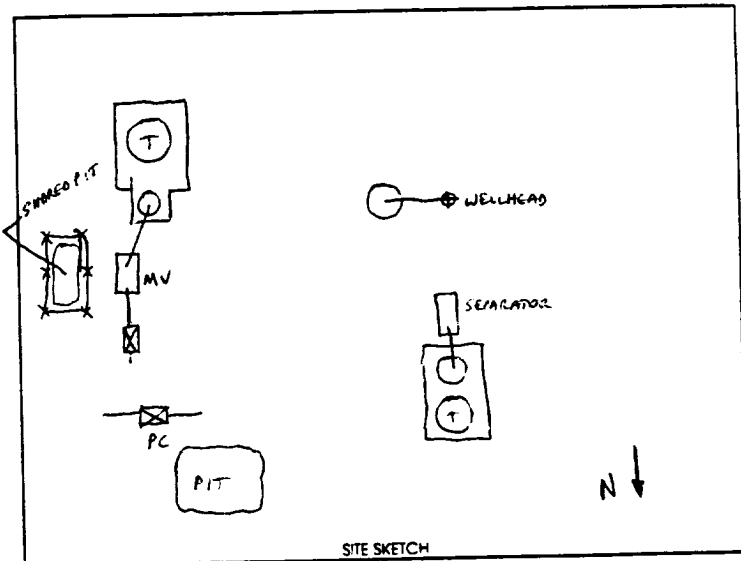 T
SHARED PIT
WELLHEAD
MV
SEPARATOR
T
PC
PIT
N
SITE SKETCH